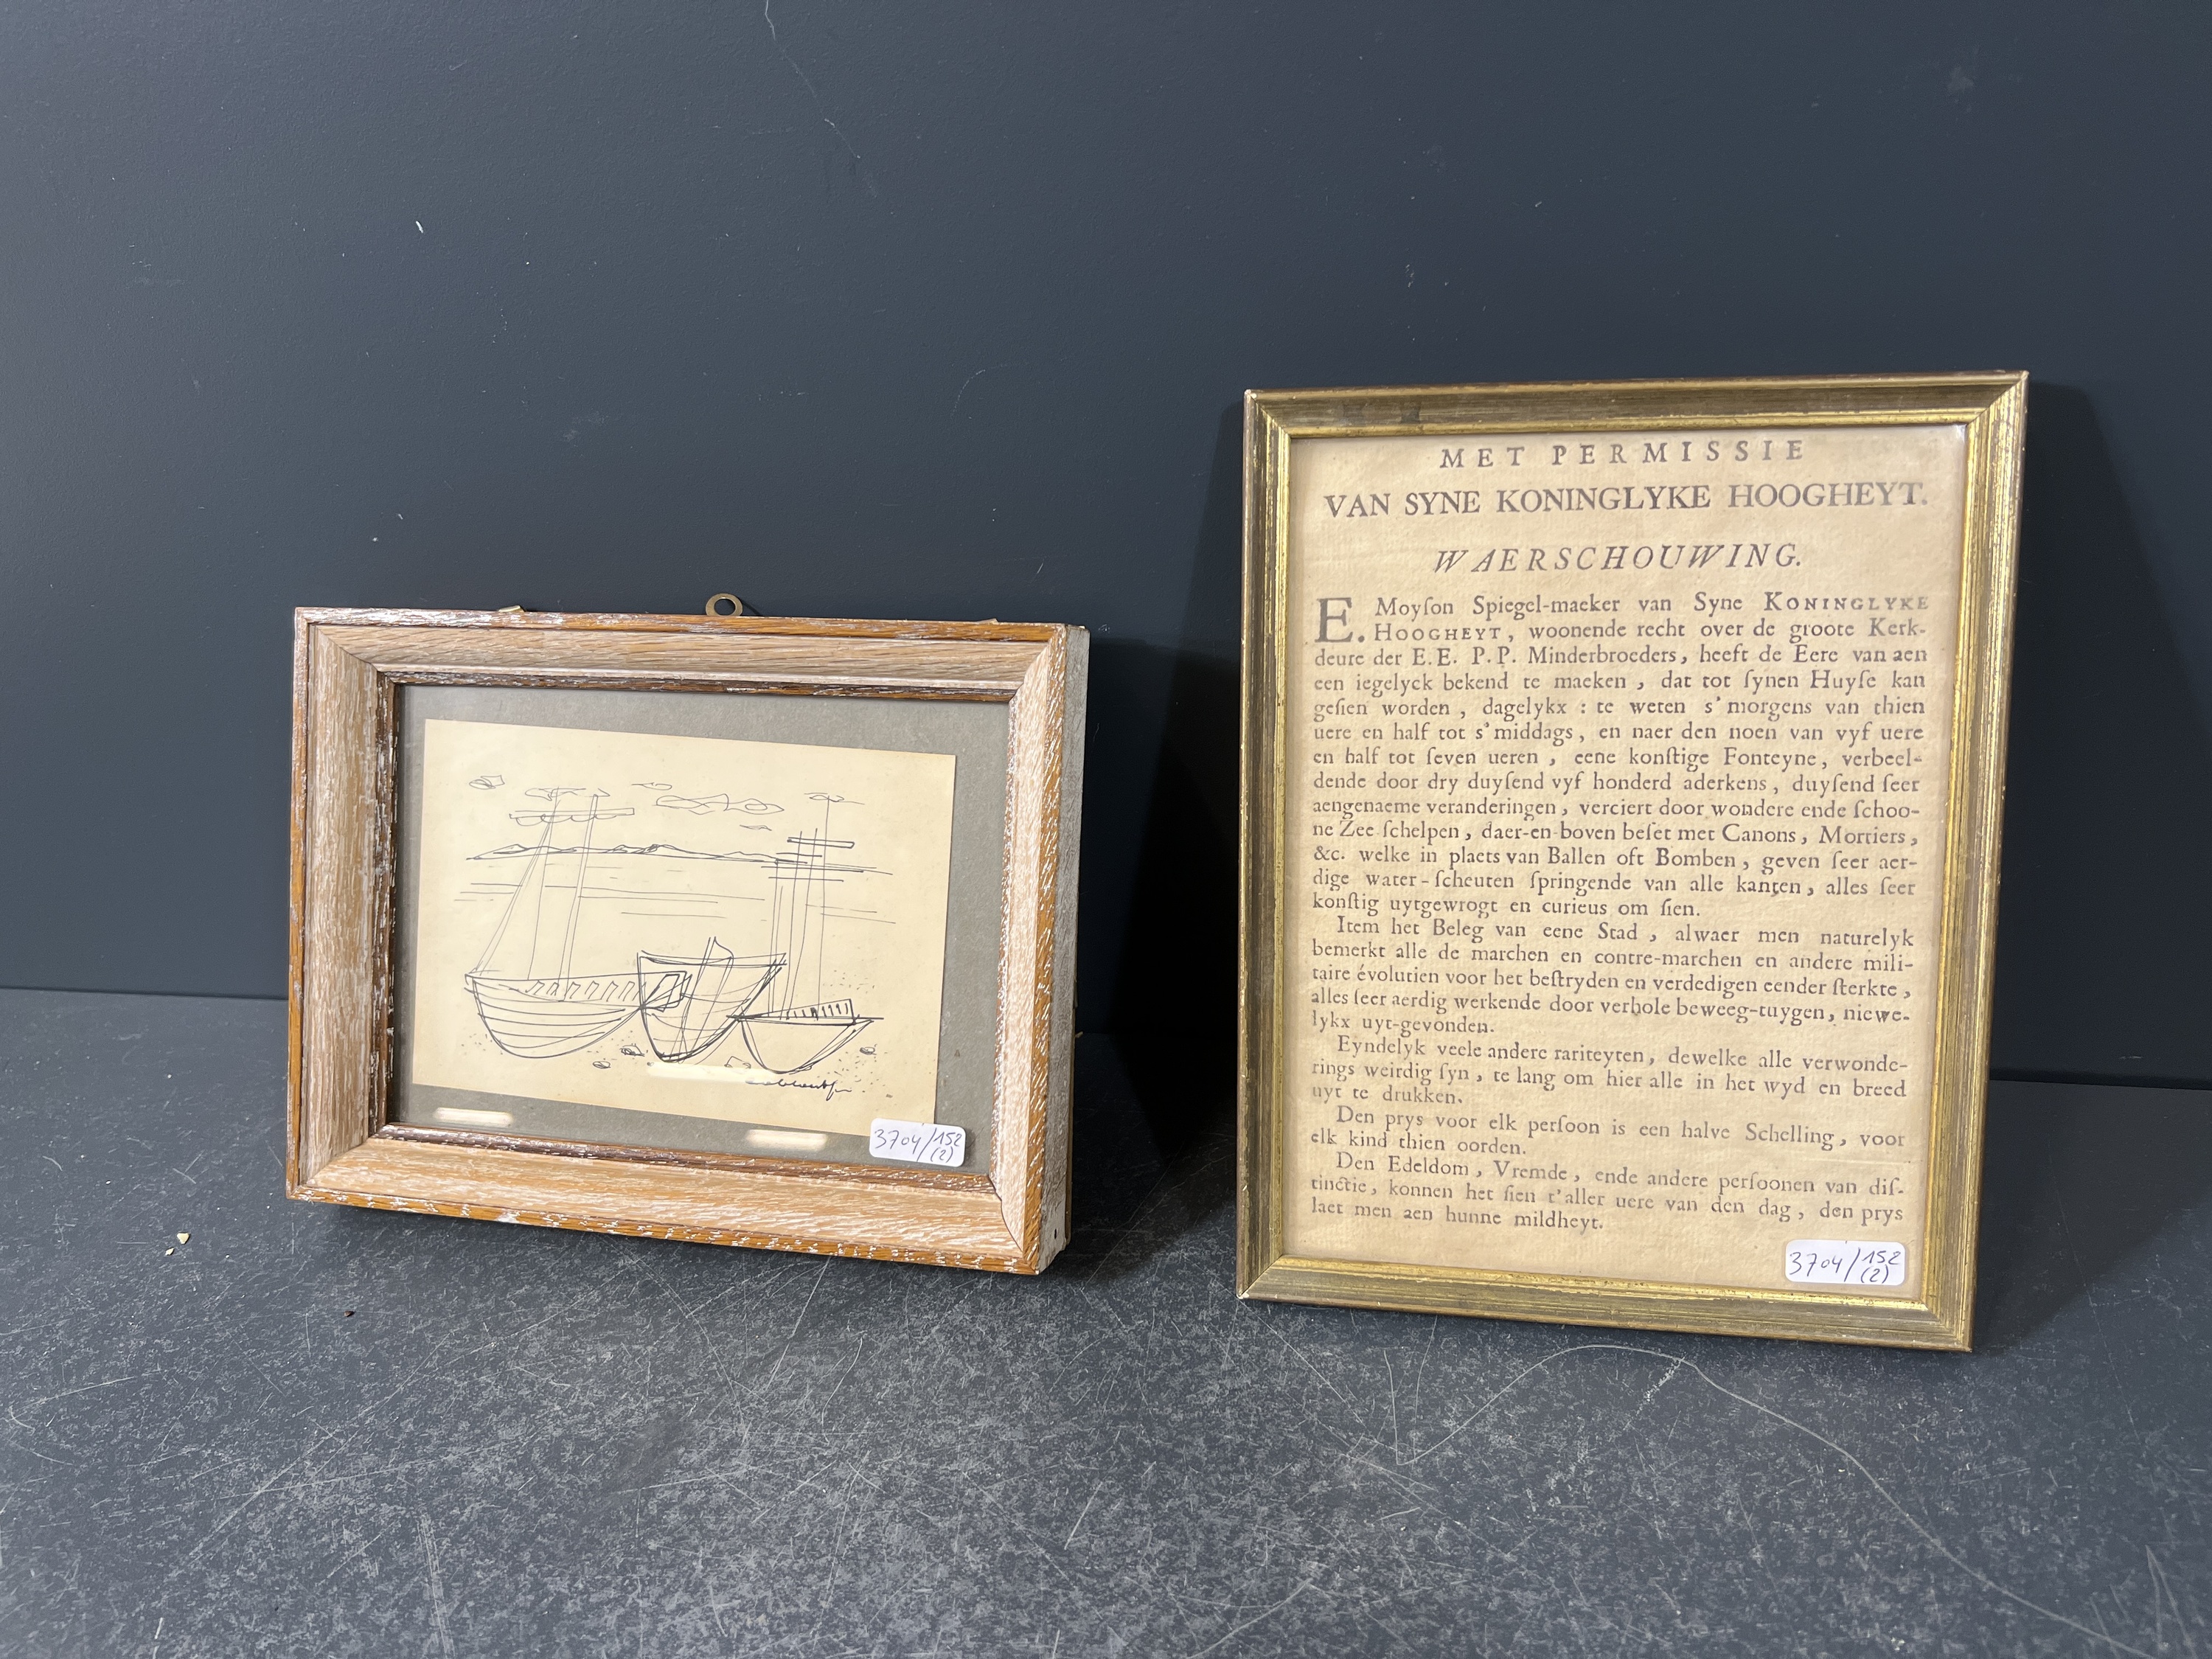 3704/152
(2)
MET PERMISSIE
VAN SYNE KONINGLYKE HOOGHEYT.
WAERSCHOUWING.
E. Moyſon Spiegel-maeker van Syne KONINGLYKE
HOOGHEYT, woonende recht over de groote Kerk-
deure der E.E. P.P. Minderbroeders, heeft de Eere van aen
een iegelyck bekend te maeken, dat tot ſynen Huyſe kan
geſien worden, dagelykx : te weten s'morgens van thien
uere en half tot s'middags, en naer den noen van vyf uere
en half tot ſeven ueren, eene konſtige Fonteyne, verbeel-
dende door dry duyſend vyf honderd aderkens, duyſend ſeer
aengenaeme veranderingen, verciert door wondere ende ſchoo-
ne Zee-ſchelpen, daer-en-boven beſet met Canons, Mortiers,
&c. welke in plaets van Ballen oft Bomben, geven ſeer aer-
dige water-ſcheuten ſpringende van alle kanten, alles ſeer
konſtig uytgewrogt en curieus om ſien.
Item het Beleg van eene Stad, alwaer men naturelyk
bemerkt alle de marchen en contre-marchen en andere mili-
taire évolutien voor het beſtryden en verdedigen eender ſterkte,
alles ſeer aerdig werkende door verhole beweeg-tuygen, niewe-
lykx uyt-gevonden.
Eyndelyk veele andere rariteyten, dewelke alle verwonde-
rings weirdig ſyn, te lang om hier alle in het wyd en breed
uyt te drukken.
Den prys voor elk perſoon is een halve Schelling, voor
elk kind thien oorden.
Den Edeldom, Vremde, ende andere perſoonen van diſ-
tinctie, konnen het ſien t'aller uere van den dag, den prys
laet men aen hunne mildheyt.
3704/152
(2)